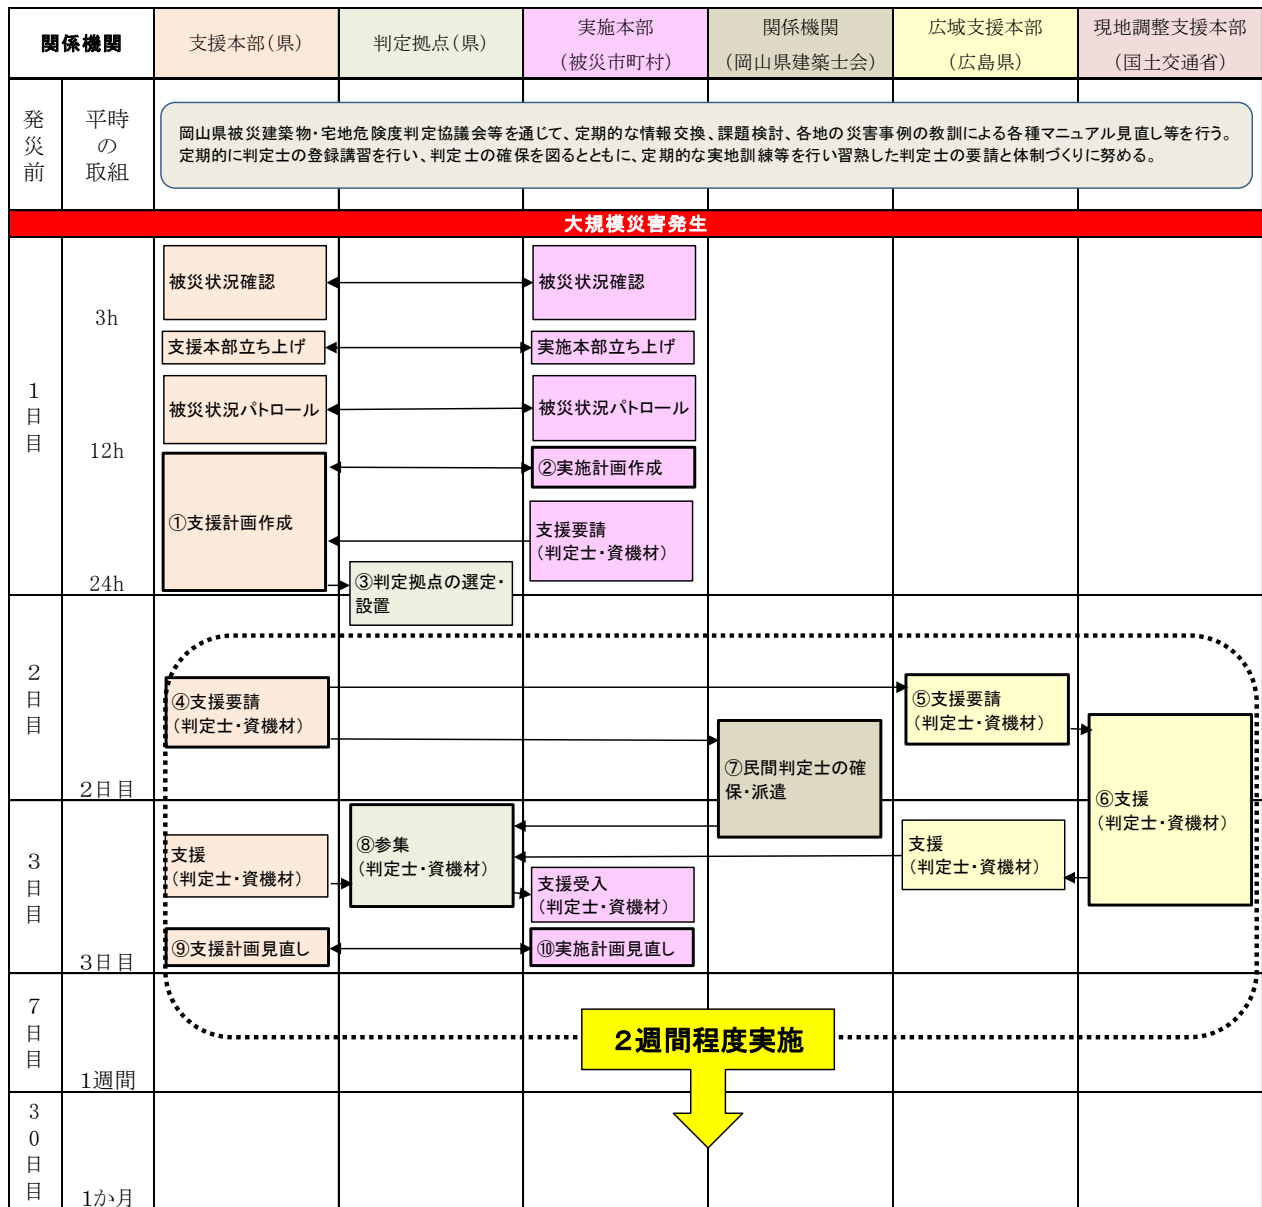 関係機関
支援本部(県)
判定拠点(県)
実施本部
(被災市町村)
関係機関
(岡山県建築士会)
広域支援本部
(広島県)
現地調整支援本部
(国土交通省)
発災前
平時
の
取組
岡山県被災建築物・宅地危険度判定協議会等を通じて、定期的な情報交換、課題検討、各地の災害事例の教訓による各種マニュアル見直し等を行う。
定期的に判定士の登録講習を行い、判定士の確保を図るとともに、定期的な実地訓練等を行い習熟した判定士の要請と体制づくりに努める。
大規模災害発生
1日目
3h
12h
24h
被災状況確認
被災状況確認
支援本部立ち上げ
実施本部立ち上げ
被災状況パトロール
被災状況パトロール
①支援計画作成
②実施計画作成
支援要請
(判定士・資機材)
③判定拠点の選定・
設置
2日目
2日目
④支援要請
(判定士・資機材)
⑤支援要請
(判定士・資機材)
⑦民間判定士の確
保・派遣
⑥支援
(判定士・資機材)
3日目
3日目
支援
(判定士・資機材)
⑧参集
(判定士・資機材)
支援
(判定士・資機材)
支援受入
(判定士・資機材)
⑨支援計画見直し
⑩実施計画見直し
7日目
1週間
2週間程度実施
30日目
1か月